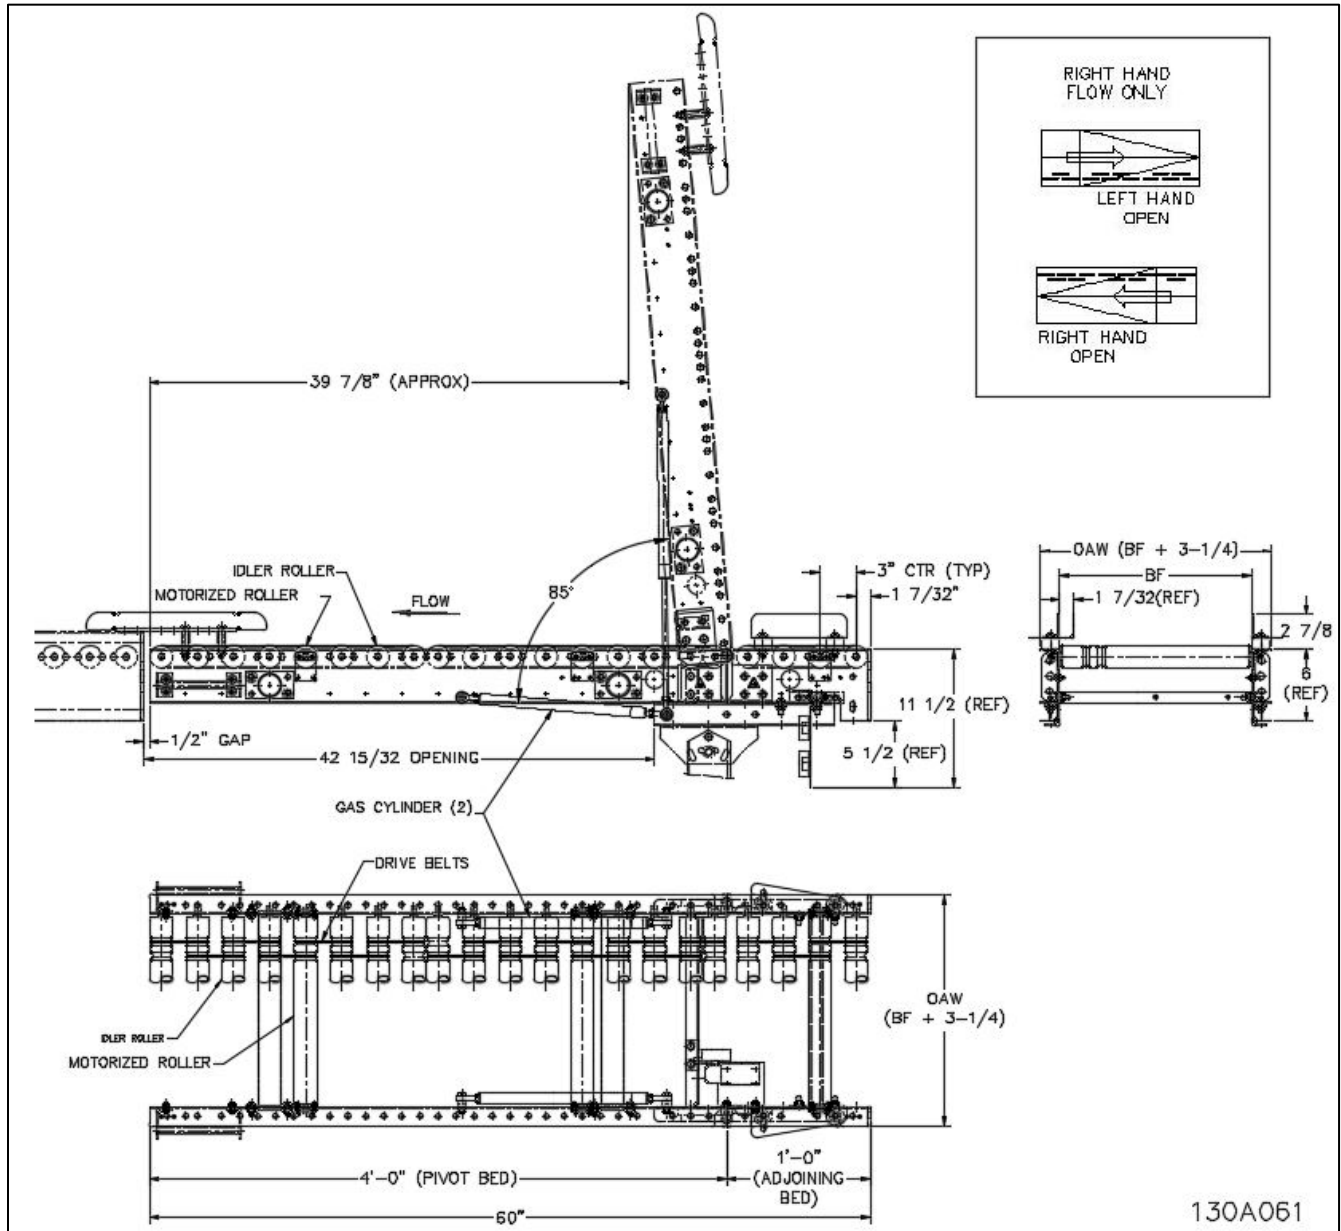 RIGHT HAND
FLOW ONLY
LEFT HAND
OPEN
RIGHT HAND
OPEN
39 7/8" (APPROX)
IDLER ROLLER
MOTORIZED ROLLER
FLOW
85°
3" CTR (TYP)
1 7/32"
OAW (BF + 3-1/4)
BF
1 7/32(REF)
2 7/8
6
(REF)
11 1/2 (REF)
5 1/2 (REF)
1/2" GAP
42 15/32 OPENING
GAS CYLINDER (2)
DRIVE BELTS
OAW
(BF + 3-1/4)
IDLER ROLLER
MOTORIZED ROLLER
4'-0" (PIVOT BED)
1'-0"
(ADJOINING
BED)
60"
130A061